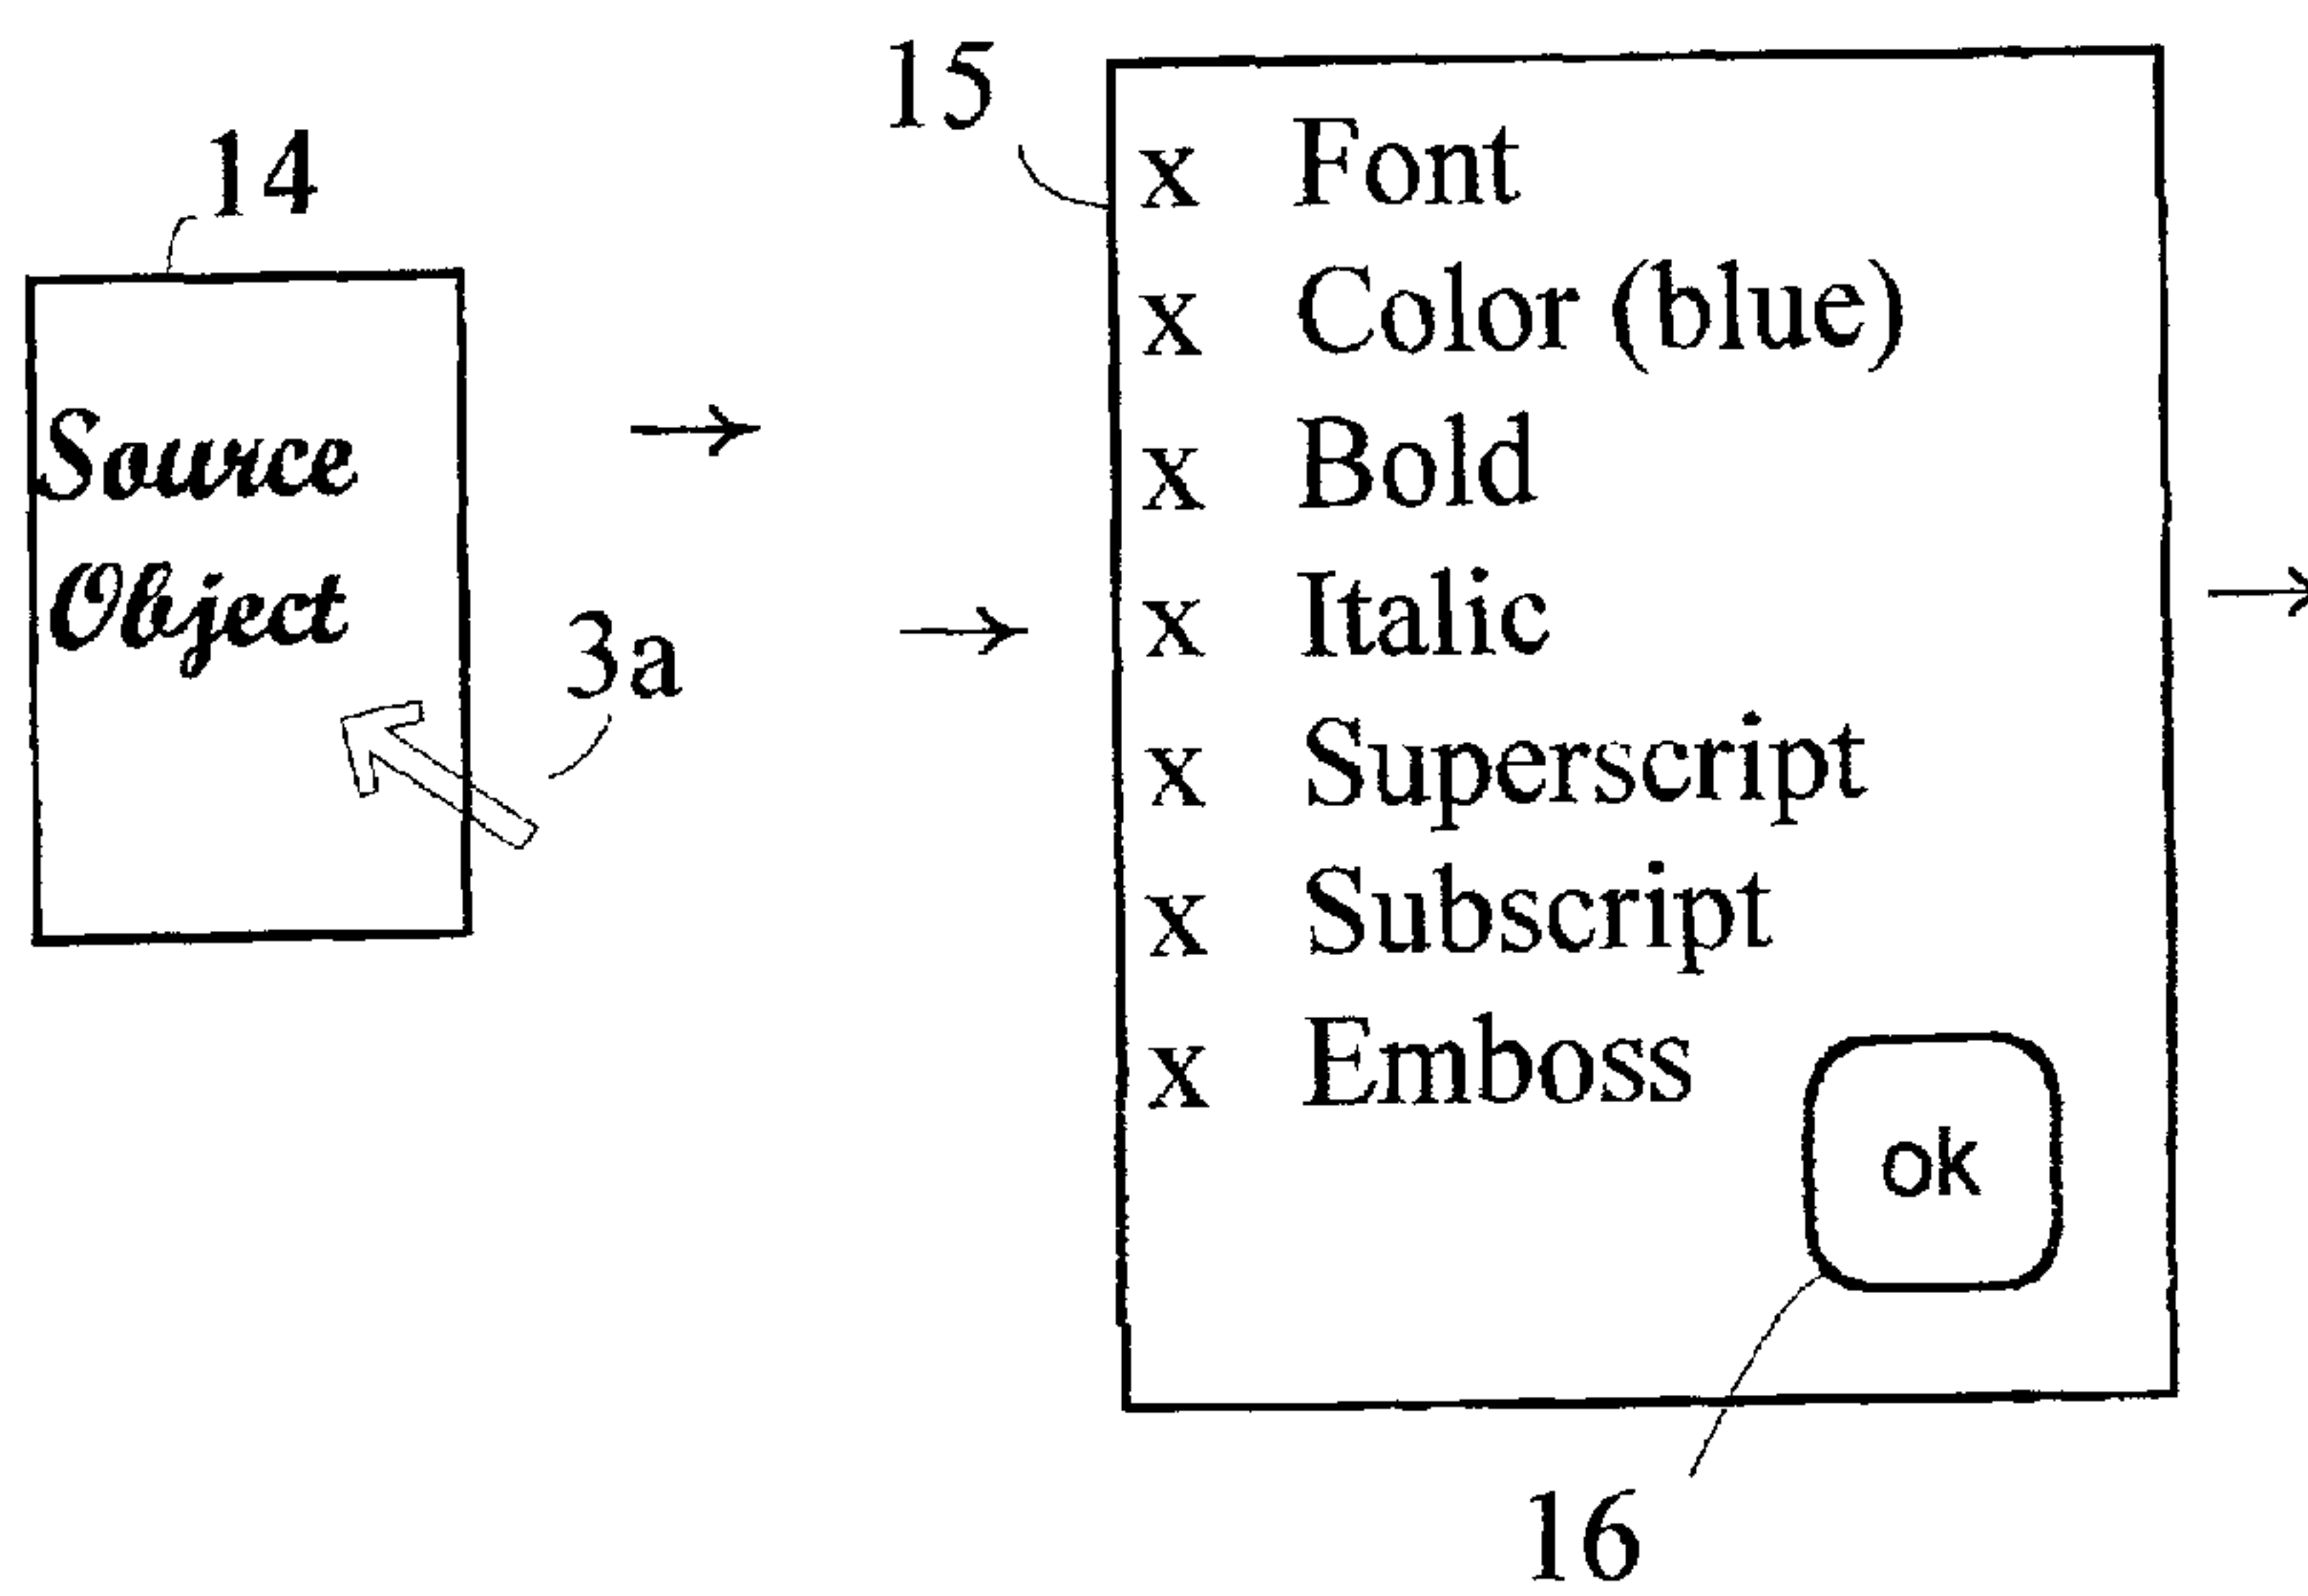 14
Source
Object
3a
15
x Font
x Color (blue)
x Bold
x Italic
x Superscript
x Subscript
x Emboss
ok
16